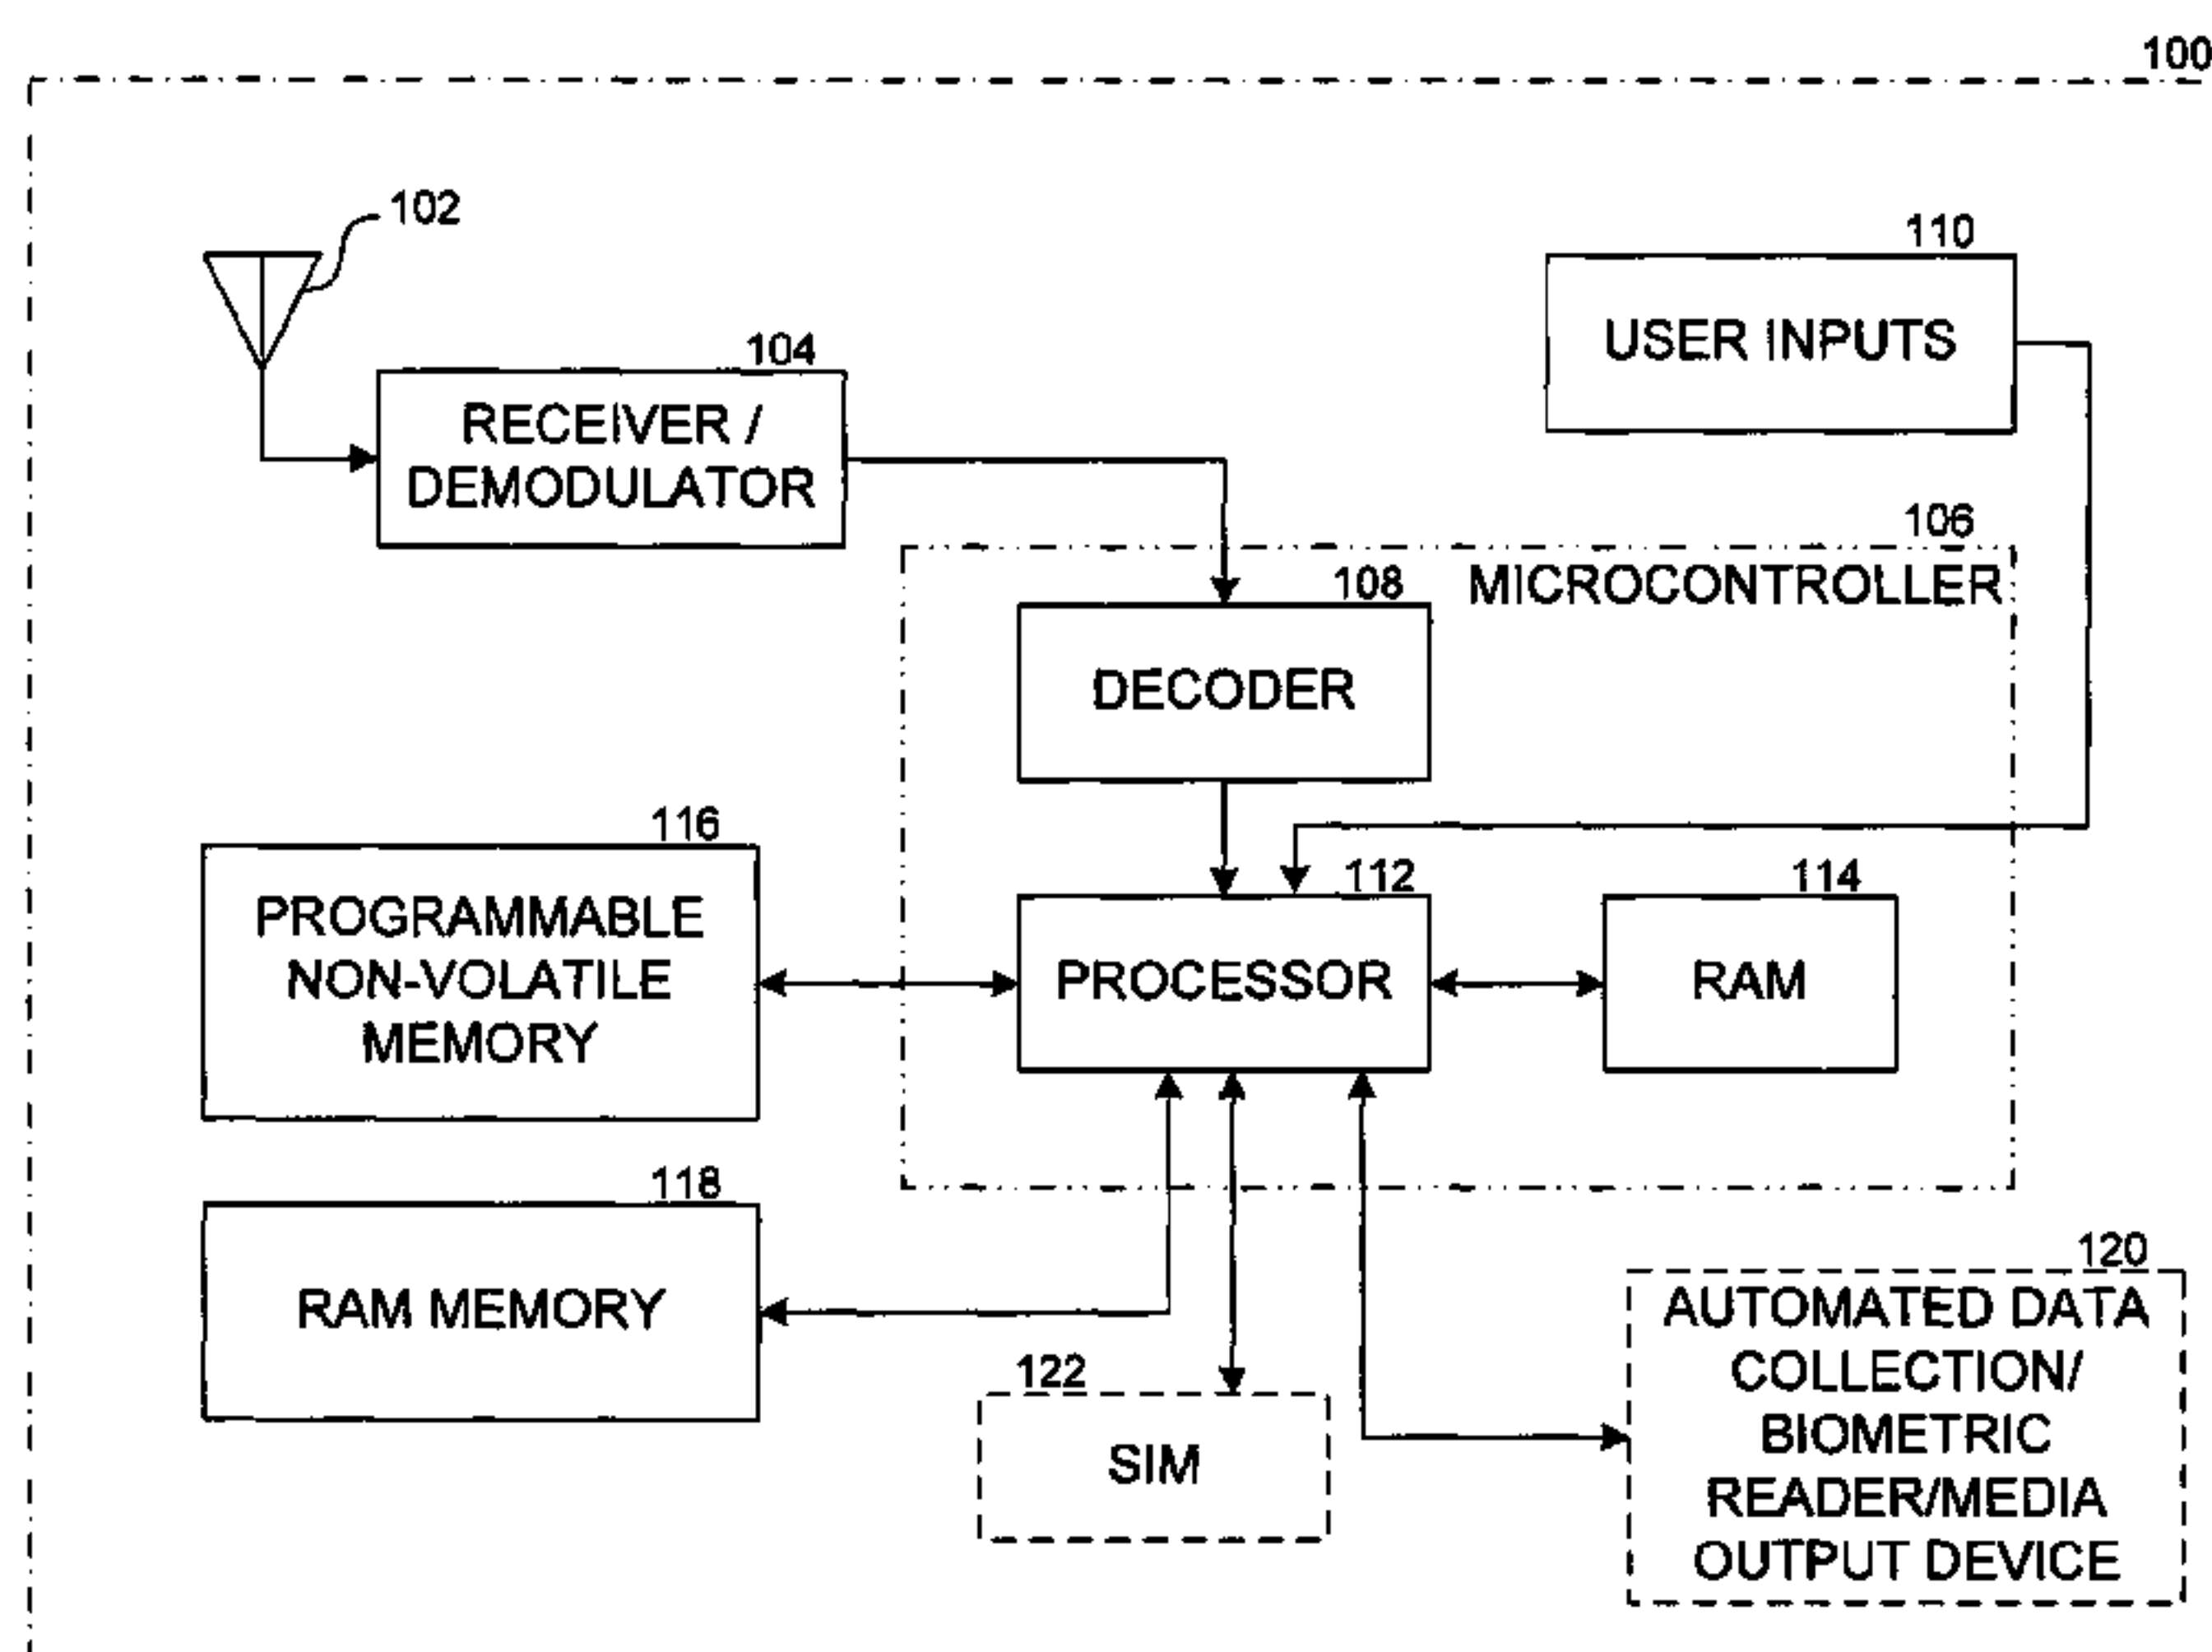 100
102
110
USER INPUTS
104
RECEIVER /
DEMODULATOR
106
MICROCONTROLLER
108
DECODER
116
PROGRAMMABLE
NON-VOLATILE
MEMORY
112
PROCESSOR
114
RAM
118
RAM MEMORY
122
SIM
120
AUTOMATED DATA
COLLECTION/
BIOMETRIC
READER/MEDIA
OUTPUT DEVICE